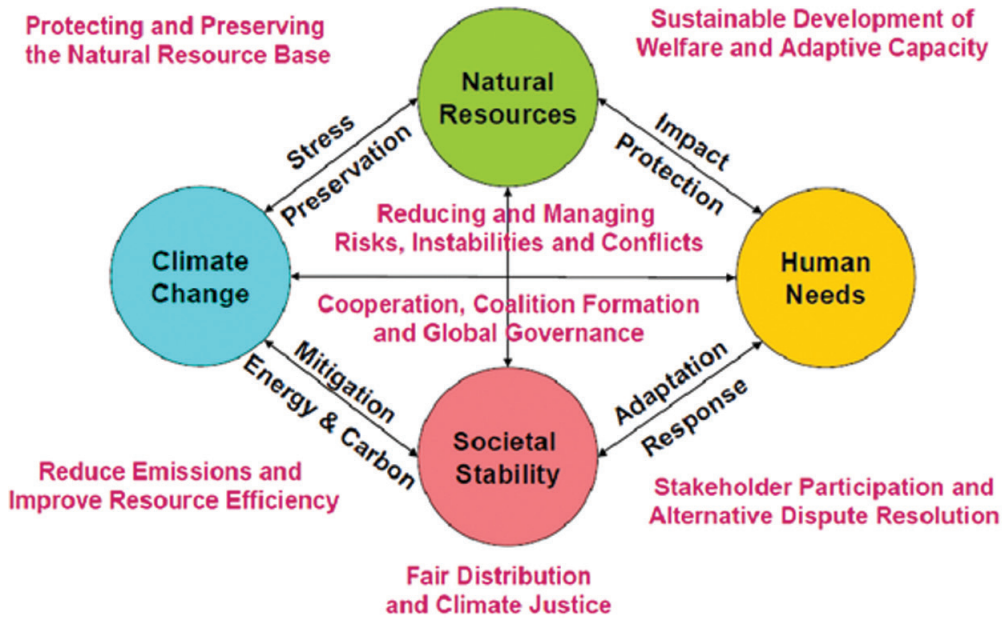 Protecting and Preserving
the Natural Resource Base
Sustainable Development of
Welfare and Adaptive Capacity
Natural
Resources
Stress
Preservation
Impact
Protection
Reducing and Managing
Risks, Instabilities and Conflicts
Climate
Change
Human
Needs
Cooperation, Coalition Formation
and Global Governance
Mitigation
Energy & Carbon
Adaptation
Response
Societal
Stability
Reduce Emissions and
Improve Resource Efficiency
Stakeholder Participation and
Alternative Dispute Resolution
Fair Distribution
and Climate Justice